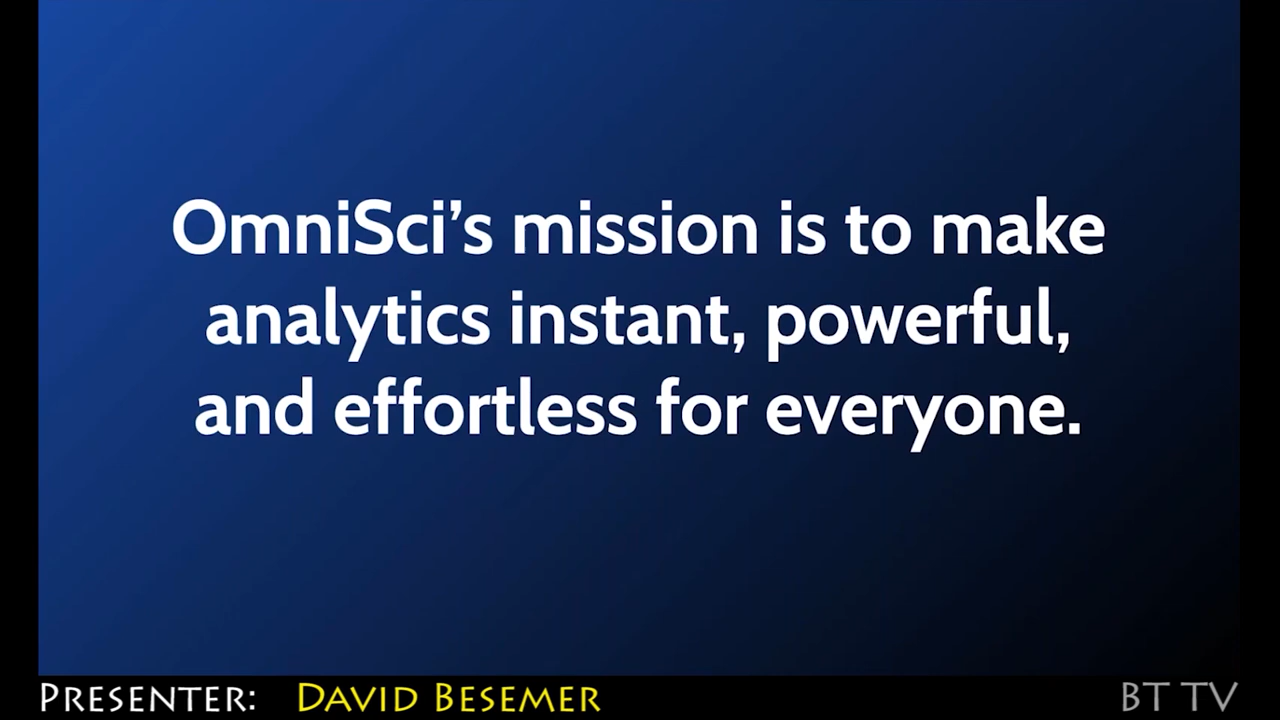 OmniSci’s mission is to make
analytics instant, powerful,
and effortless for everyone.
PRESENTER: DAVID BESEMER
BT TV